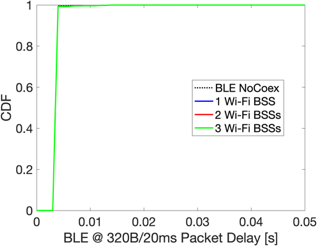 1
0.8
0.6
0.4
0.2
0
CDF
BLE NoCoex
1 Wi-Fi BSS
2 Wi-Fi BSSs
3 Wi-Fi BSSs
0 0.01 0.02 0.03 0.04 0.05
BLE @ 320B/20ms Packet Delay [s]